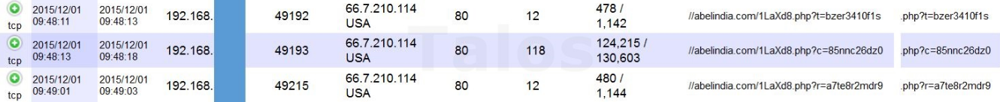 tcp 2015/12/01 09:48:11 2015/12/01 09:48:13 192.168. 49192 66.7.210.114 USA 80 12 478 / 1,142 //abelindia.com/1LaXd8.php?t=bzer3410f1s .php?t=bzer3410f1s
tcp 2015/12/01 09:48:13 2015/12/01 09:48:18 192.168. 49193 66.7.210.114 USA 80 118 124,215 / 130,603 //abelindia.com/1LaXd8.php?c=85nnc26dz0 .php?c=85nnc26dz0
tcp 2015/12/01 09:49:01 2015/12/01 09:49:03 192.168. 49215 66.7.210.114 USA 80 12 480 / 1,144 //abelindia.com/1LaXd8.php?r=a7te8r2mdr9 .php?r=a7te8r2mdr9
Talos